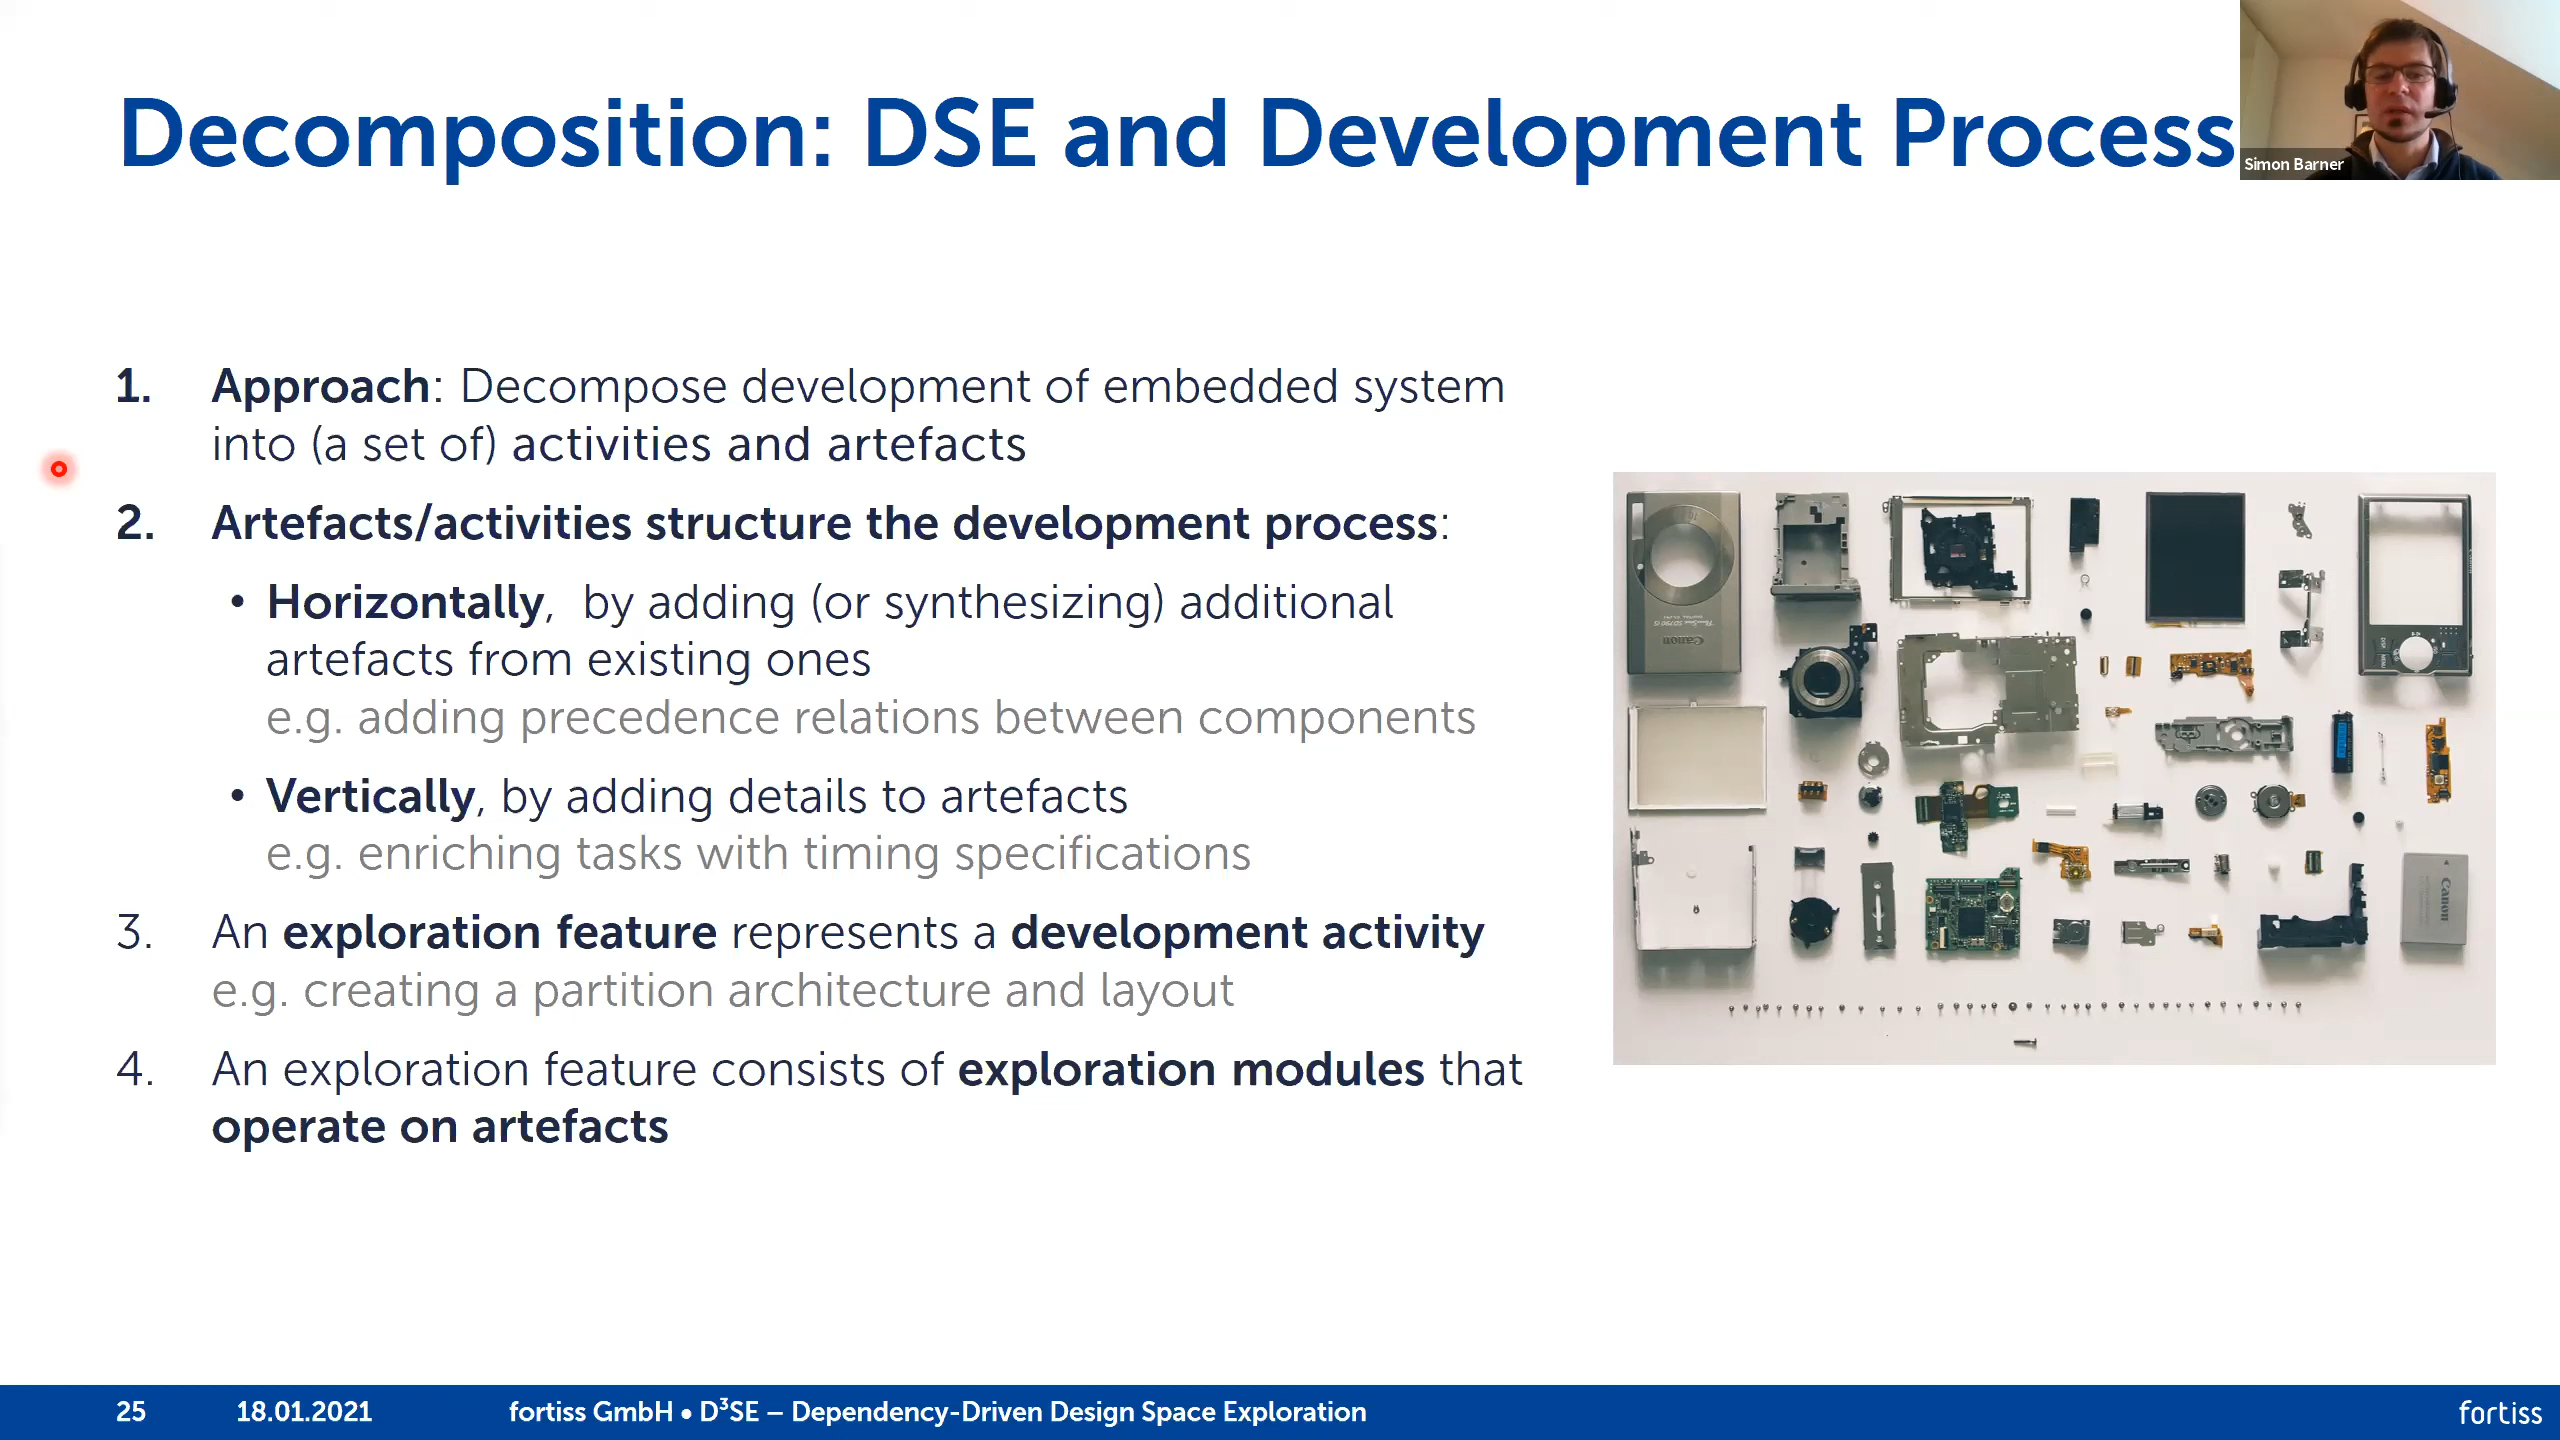 Decomposition: DSE and Development Process
Simon Barner
1. Approach: Decompose development of embedded system
into (a set of) activities and artefacts
2. Artefacts/activities structure the development process:
• Horizontally, by adding (or synthesizing) additional
artefacts from existing ones
e.g. adding precedence relations between components
• Vertically, by adding details to artefacts
e.g. enriching tasks with timing specifications
3. An exploration feature represents a development activity
e.g. creating a partition architecture and layout
4. An exploration feature consists of exploration modules that
operate on artefacts
Canon
Canon
25 18.01.2021 fortiss GmbH • D³SE – Dependency-Driven Design Space Exploration fortiss